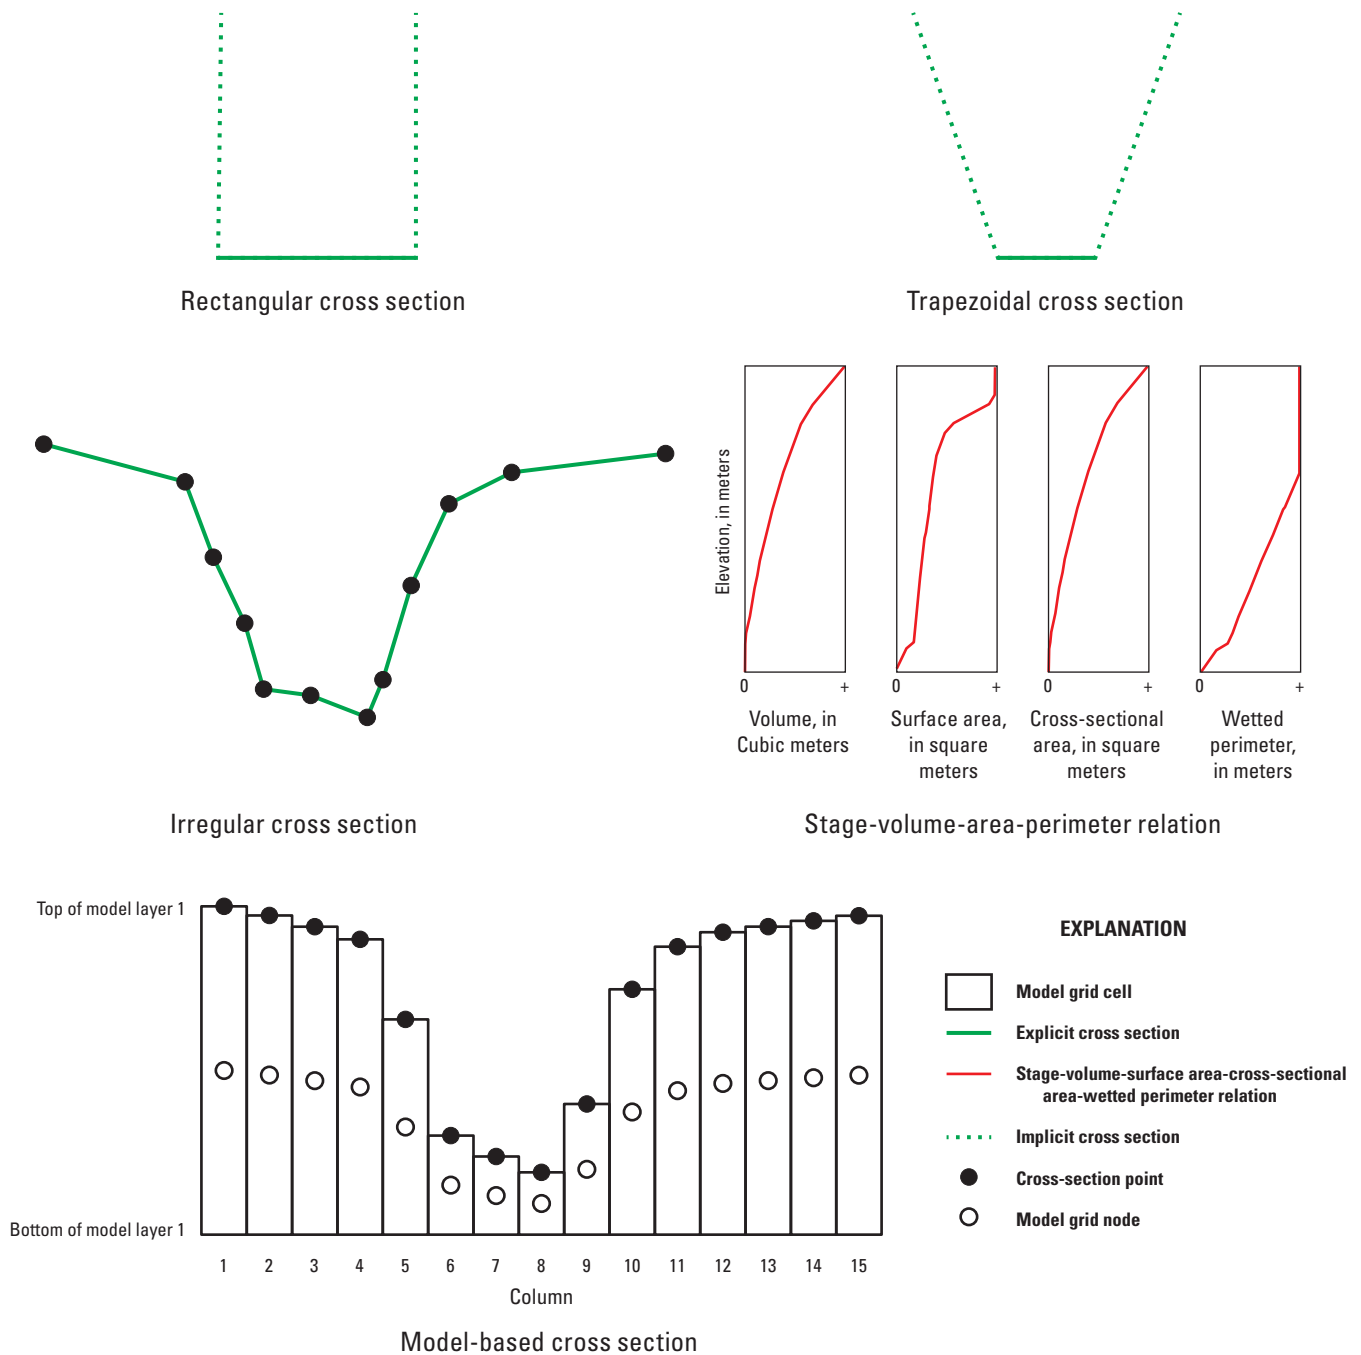 Rectangular cross section
Trapezoidal cross section
Elevation, in meters
0 +
0 +
0 +
0 +
Volume, in
Cubic meters
Surface area,
in square
meters
Cross-sectional
area, in square
meters
Wetted
perimeter,
in meters
Irregular cross section
Stage-volume-area-perimeter relation
Top of model layer 1
Bottom of model layer 1
1 2 3 4 5 6 7 8 9 10 11 12 13 14 15
Column
Model-based cross section
EXPLANATION
Model grid cell
Explicit cross section
Stage-volume-surface area-cross-sectional
area-wetted perimeter relation
Implicit cross section
Cross-section point
Model grid node